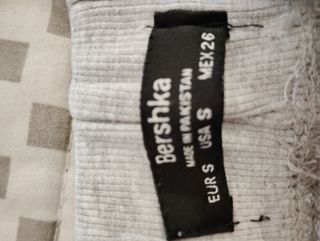 Bershka
MADE IN PAKISTAN
EUR S USA S MEX 26